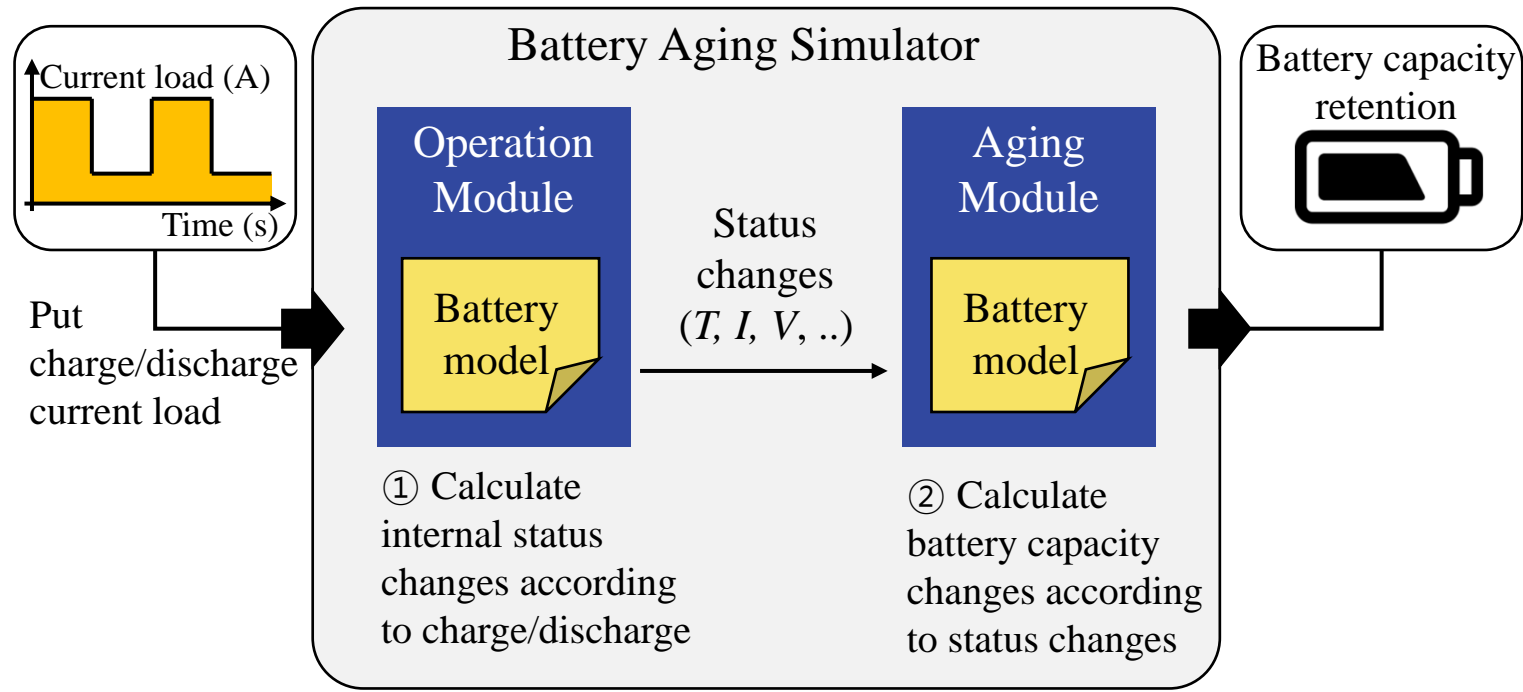 Current load (A)
Time (s)
Put
charge/discharge
current load
Battery Aging Simulator
Operation
Module
Battery
model
① Calculate
internal status
changes according
to charge/discharge
Status
changes
(T, I, V, ..)
Aging
Module
Battery
model
② Calculate
battery capacity
changes according
to status changes
Battery capacity
retention